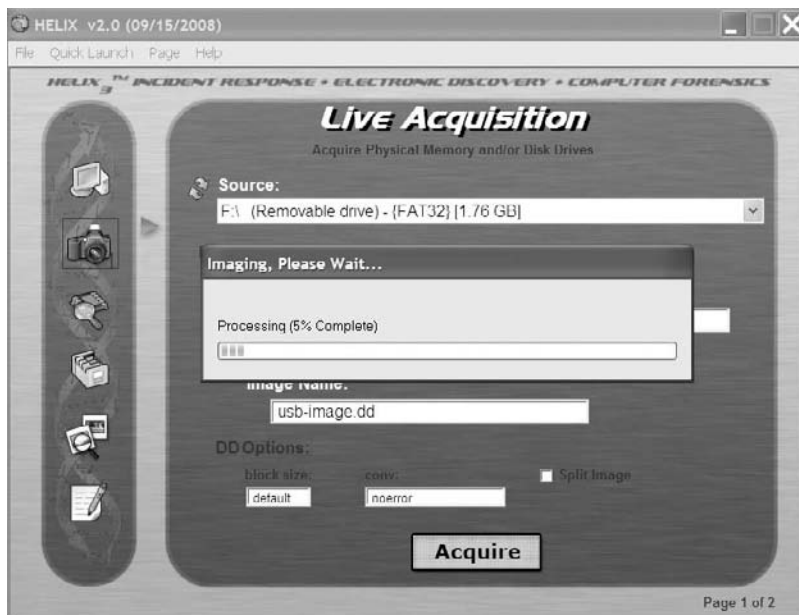 HELIX v2.0 (09/15/2008)
File Quick Launch Page Help
HELIX3™ INCIDENT RESPONSE • ELECTRONIC DISCOVERY • COMPUTER FORENSICS
Live Acquisition
Acquire Physical Memory and/or Disk Drives
Source:
F:\ (Removable drive) - {FAT32} [1.76 GB]
Imaging, Please Wait...
Processing (5% Complete)
Image Name:
usb-image.dd
DD Options:
block size: conv: Split Image
default noerror
Acquire
Page 1 of 2